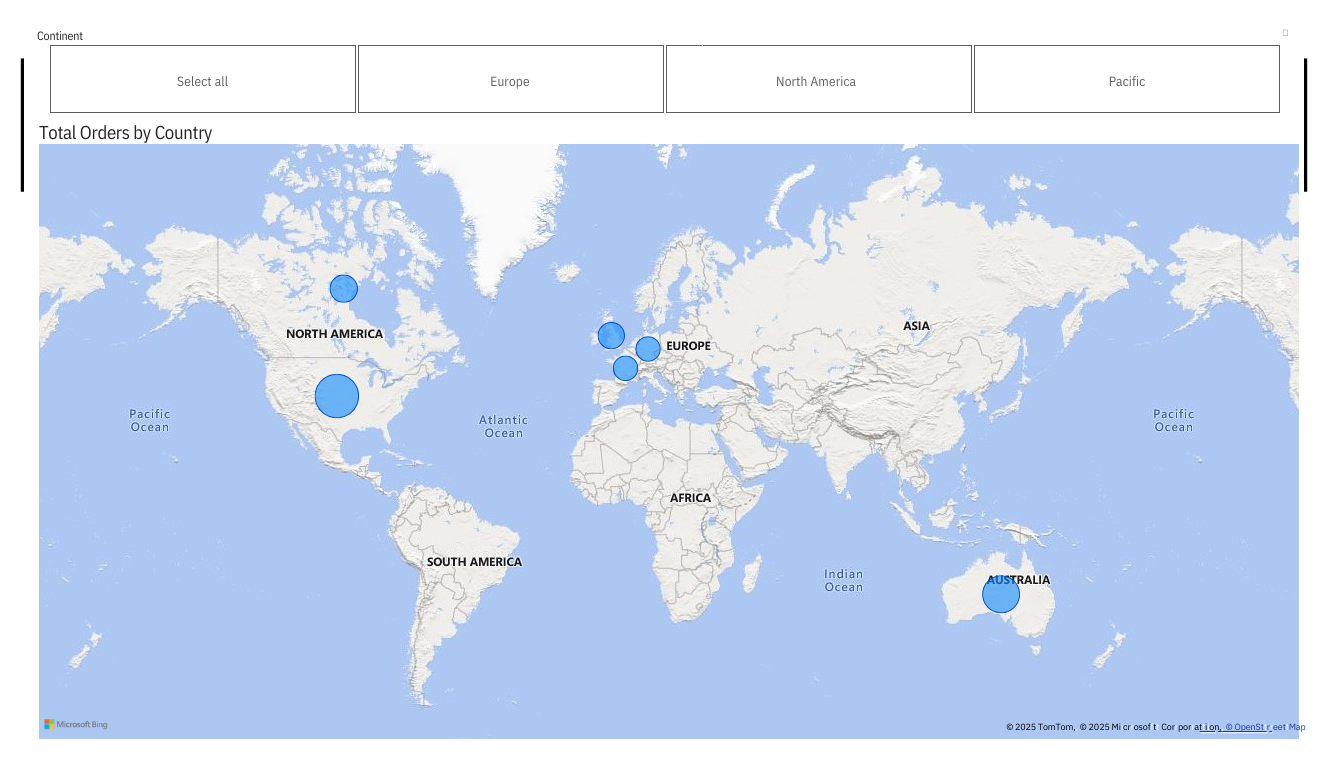 Continent
Select all
Europe
North America
Pacific
Total Orders by Country
NORTH AMERICA
EUROPE
ASIA
Pacific
Ocean
Atlantic
Ocean
Pacific
Ocean
AFRICA
SOUTH AMERICA
Indian
Ocean
AUSTRALIA
Microsoft Bing
© 2025 TomTom, © 2025 Microsoft Corporation, © OpenStreetMap